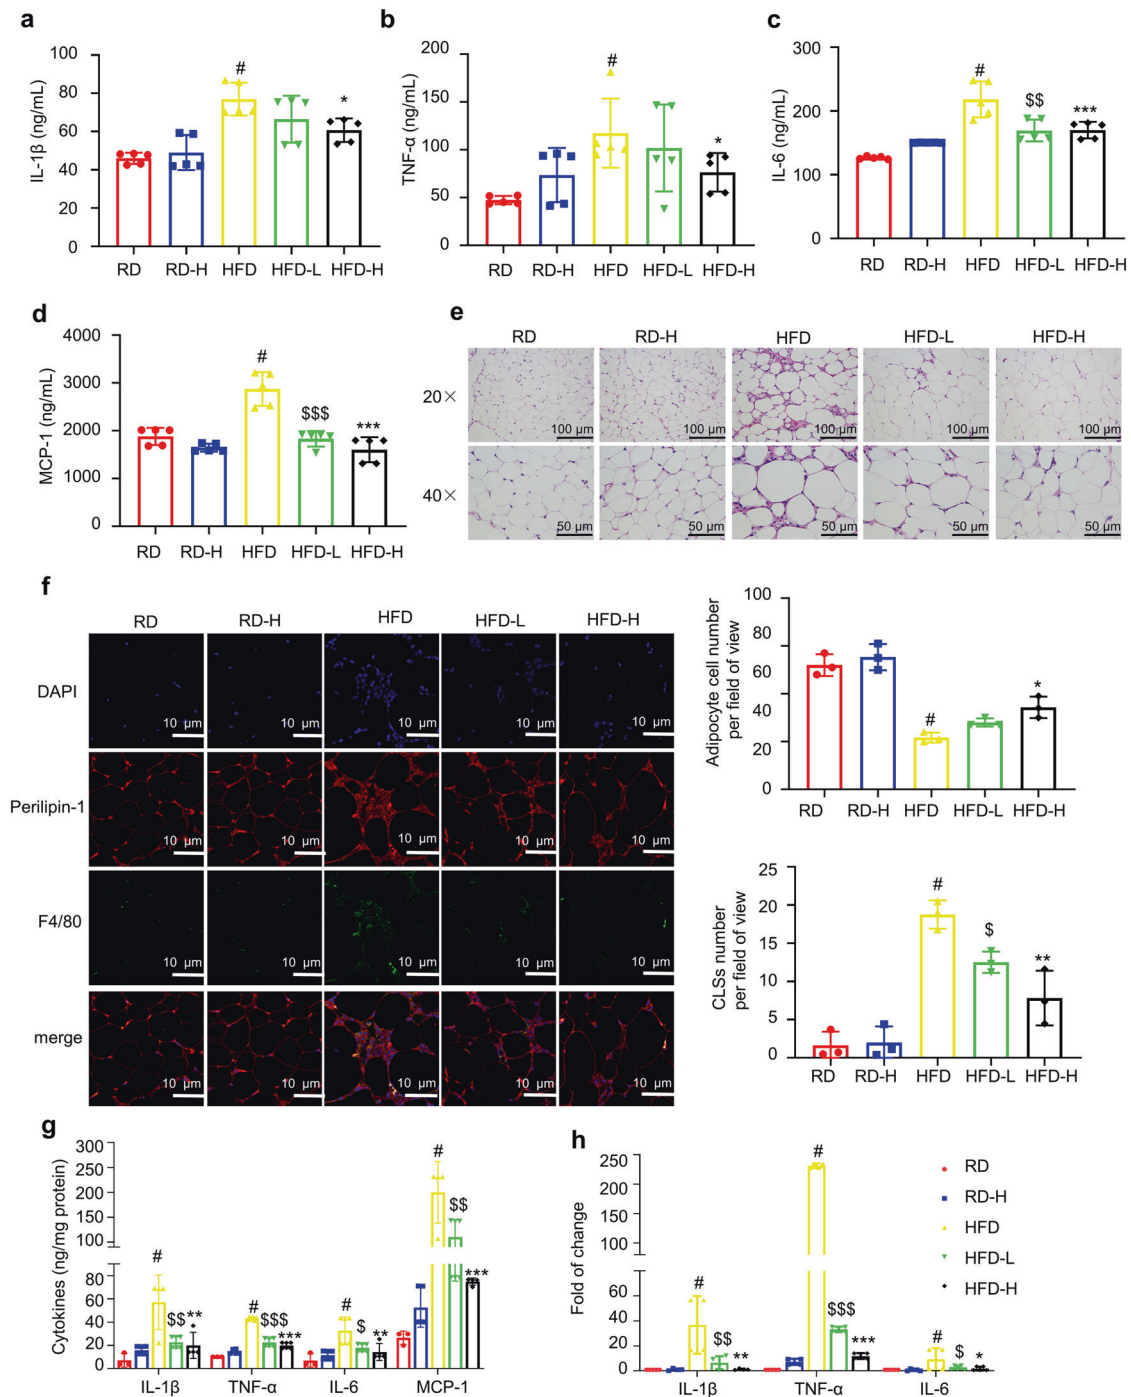 a
IL-1β (ng/mL)
100
80
60
40
20
0
#
*
RD
RD-H
HFD
HFD-L
HFD-H
b
TNF-α (ng/mL)
200
150
100
50
0
#
*
RD
RD-H
HFD
HFD-L
HFD-H
c
IL-6 (ng/mL)
300
200
100
0
#
$$
***
RD
RD-H
HFD
HFD-L
HFD-H
d
MCP-1 (ng/mL)
4000
3000
2000
1000
0
#
$$$
***
RD
RD-H
HFD
HFD-L
HFD-H
e
RD
RD-H
HFD
HFD-L
HFD-H
20×
100 μm
100 μm
100 μm
100 μm
100 μm
40×
50 μm
50 μm
50 μm
50 μm
50 μm
f
RD
RD-H
HFD
HFD-L
HFD-H
DAPI
10 μm
10 μm
10 μm
10 μm
10 μm
Perilipin-1
10 μm
10 μm
10 μm
10 μm
10 μm
F4/80
10 μm
10 μm
10 μm
10 μm
10 μm
merge
10 μm
10 μm
10 μm
10 μm
10 μm
Adipocyte cell number
per field of view
100
80
60
40
20
0
#
*
RD
RD-H
HFD
HFD-L
HFD-H
CLSs number
per field of view
25
20
15
10
5
0
#
$
**
RD
RD-H
HFD
HFD-L
HFD-H
g
Cytokines (ng/mg protein)
300
250
200
150
100
80
60
40
20
0
#
$$
**
#
$$$
***
#
$
**
#
$$
***
IL-1β
TNF-α
IL-6
MCP-1
h
Fold of change
250
200
150
250
100
80
60
40
20
0
#
$$
**
#
$$$
***
#
$
*
IL-1β
TNF-α
IL-6
RD
RD-H
HFD
HFD-L
HFD-H